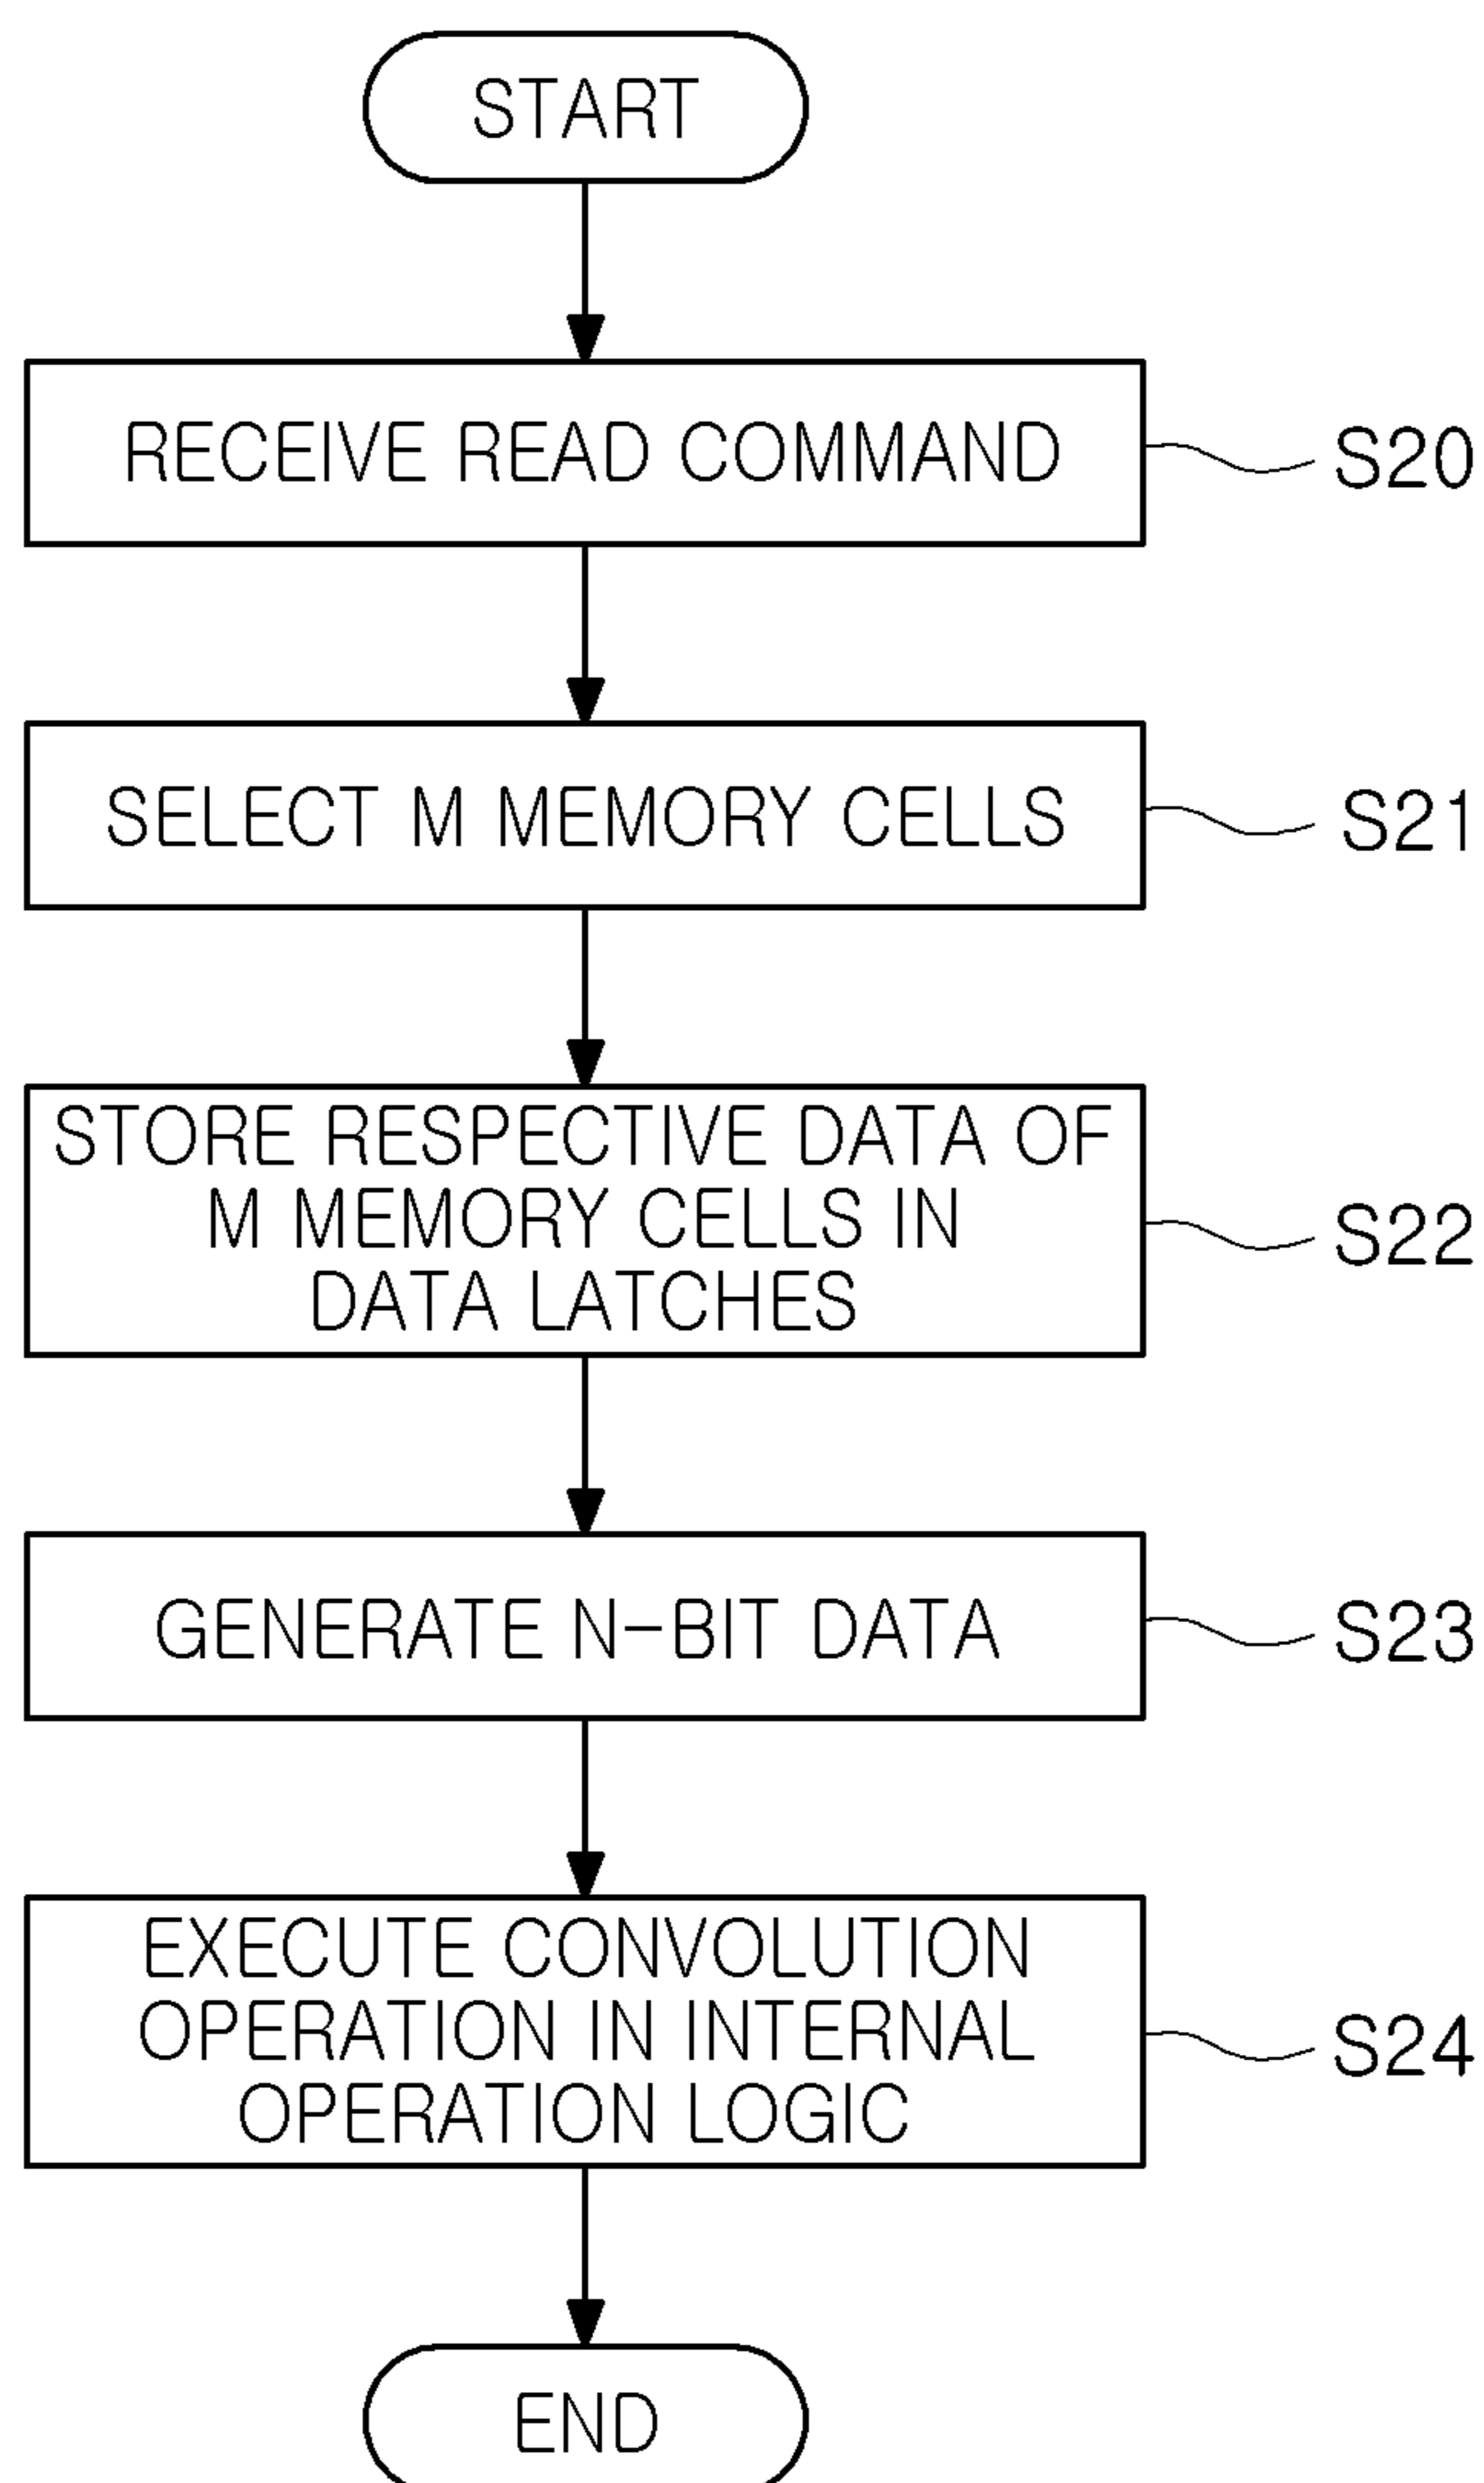 START
RECEIVE READ COMMAND
S20
SELECT M MEMORY CELLS
S21
STORE RESPECTIVE DATA OF
M MEMORY CELLS IN
DATA LATCHES
S22
GENERATE N-BIT DATA
S23
EXECUTE CONVOLUTION
OPERATION IN INTERNAL
OPERATION LOGIC
S24
END